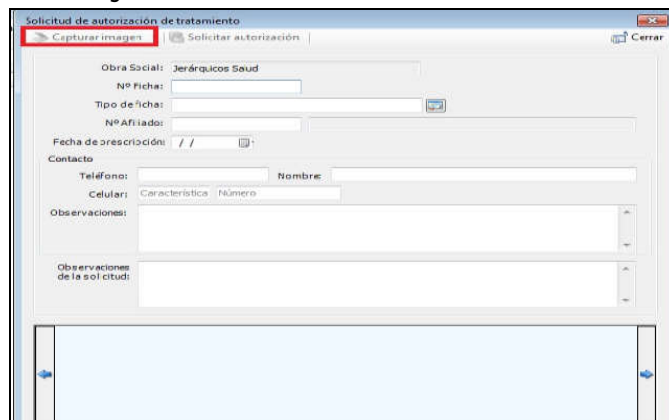 Solicitud de autorización de tratamiento
Capturar imagen | Solicitar autorización | Cerrar
Obra Social: Jerárquicos Saud
Nº Ficha:
Tipo de ficha:
Nº Afiliado:
Fecha de prescripción: / /
Contacto
Teléfono: Nombre:
Celular: Característica Número
Observaciones:
Observaciones
de la solicitud: